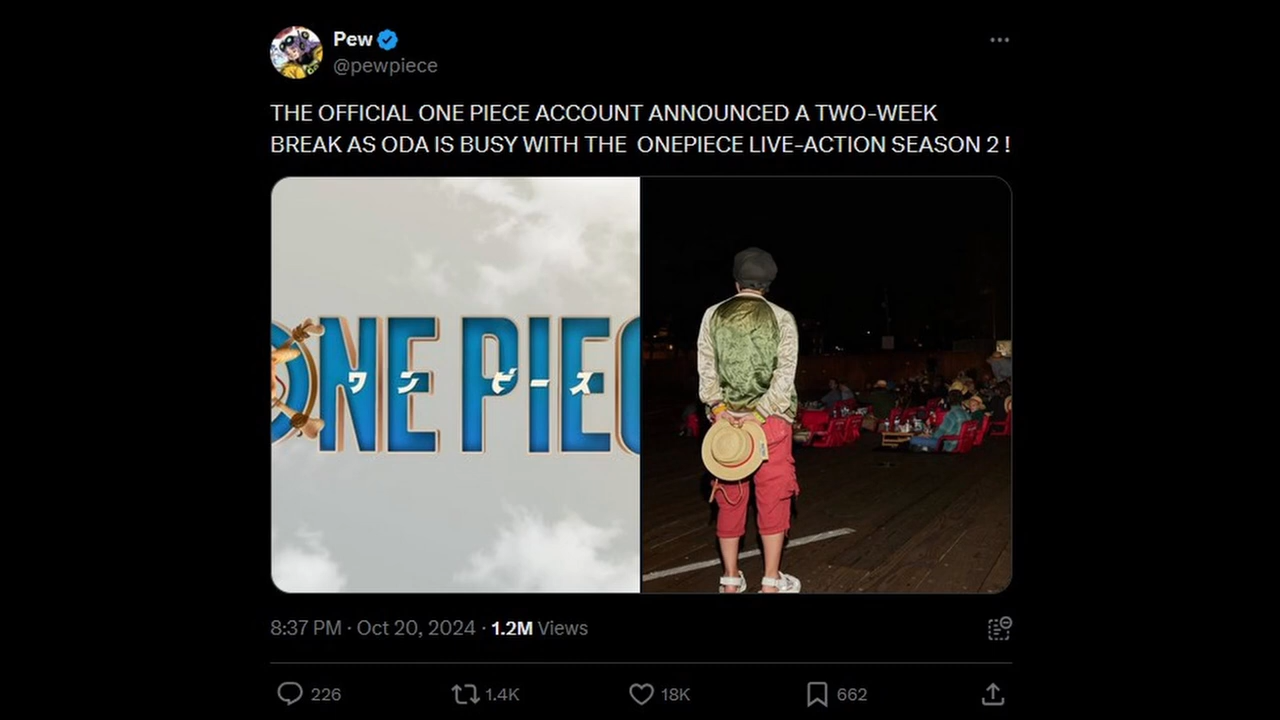 Pew
@pewpiece
THE OFFICIAL ONE PIECE ACCOUNT ANNOUNCED A TWO-WEEK
BREAK AS ODA IS BUSY WITH THE  ONEPIECE LIVE-ACTION SEASON 2 !
ONE PIEC
ワンピース
8:37 PM · Oct 20, 2024 · 1.2M Views
226
1.4K
18K
662